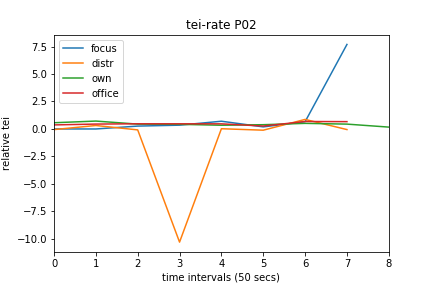 tei-rate P02
focus
distr
own
office
relative tei
7.5
5.0
2.5
0.0
−2.5
−5.0
−7.5
−10.0
0 1 2 3 4 5 6 7 8
time intervals (50 secs)